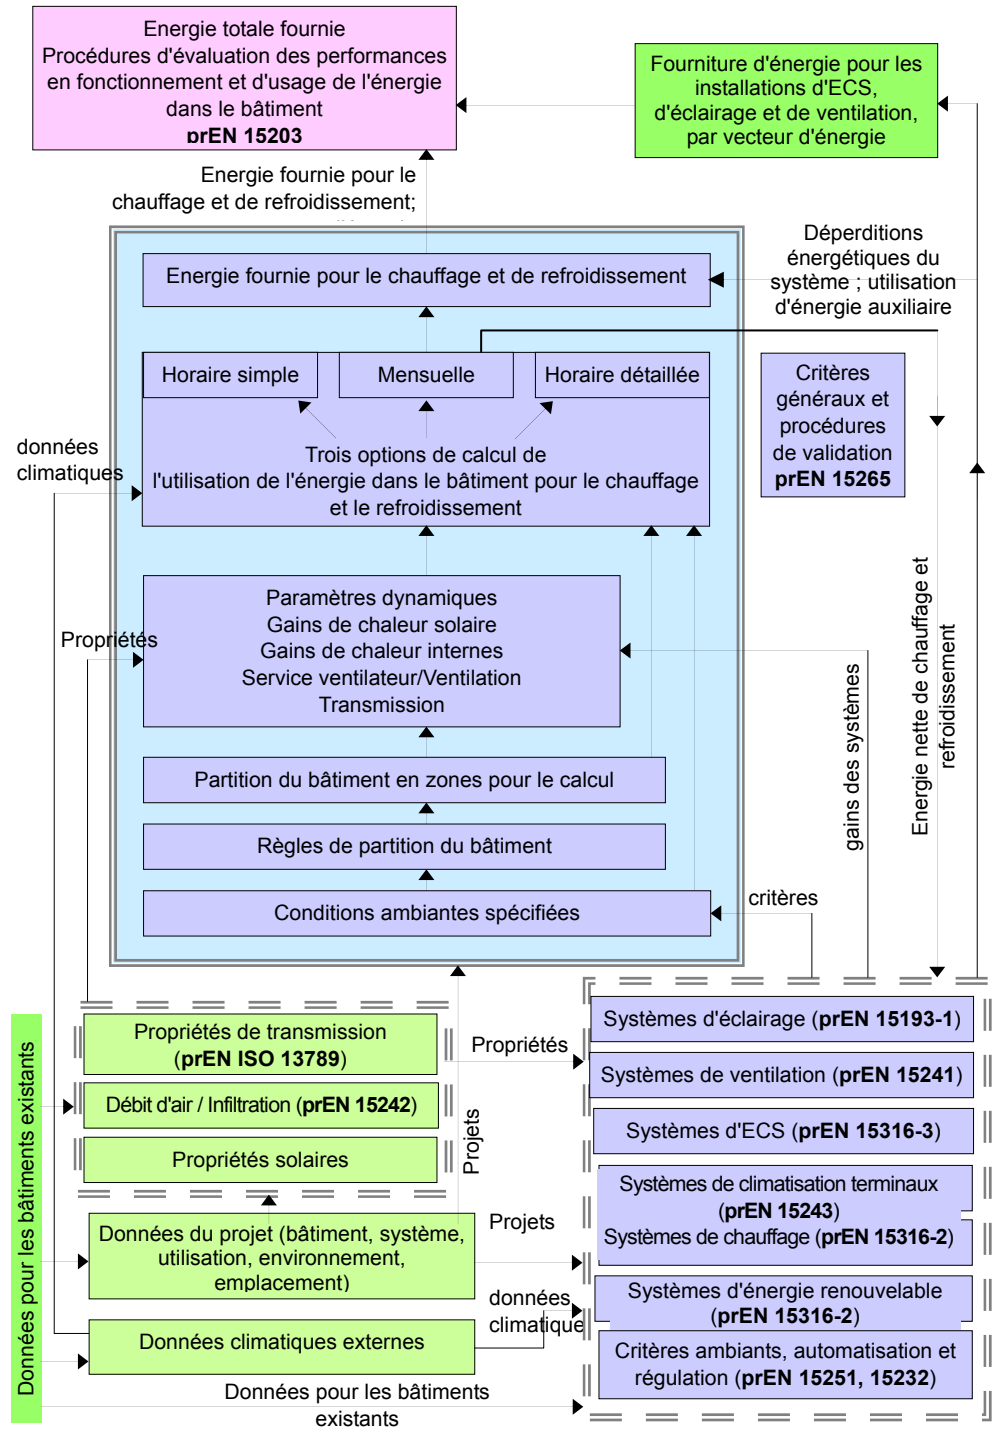 Energie totale fournie
Procédures d'évaluation des performances
en fonctionnement et d'usage de l'énergie
dans le bâtiment
prEN 15203
Fourniture d'énergie pour les
installations d'ECS,
d'éclairage et de ventilation,
par vecteur d'énergie
Energie fournie pour le
chauffage et de refroidissement;
Déperditions
énergétiques du
système ; utilisation
d'énergie auxiliaire
Energie fournie pour le chauffage et de refroidissement
Horaire simple
Mensuelle
Horaire détaillée
Critères
généraux et
procédures
de validation
prEN 15265
données
climatiques
Trois options de calcul de
l'utilisation de l'énergie dans le bâtiment pour le chauffage
et le refroidissement
Propriétés
Paramètres dynamiques
Gains de chaleur solaire
Gains de chaleur internes
Service ventilateur/Ventilation
Transmission
gains des systèmes
Energie nette de chauffage et
refroidissement
Partition du bâtiment en zones pour le calcul
Règles de partition du bâtiment
Conditions ambiantes spécifiées
critères
Données pour les bâtiments existants
Propriétés de transmission
(prEN ISO 13789)
Débit d'air / Infiltration (prEN 15242)
Propriétés solaires
Propriétés
Projets
Systèmes d'éclairage (prEN 15193-1)
Systèmes de ventilation (prEN 15241)
Systèmes d'ECS (prEN 15316-3)
Systèmes de climatisation terminaux
(prEN 15243)
Systèmes de chauffage (prEN 15316-2)
Systèmes d'énergie renouvelable
(prEN 15316-2)
Critères ambiants, automatisation et
régulation (prEN 15251, 15232)
Données du projet (bâtiment, système,
utilisation, environnement,
emplacement)
Projets
données
climatique
Données climatiques externes
Données pour les bâtiments
existants